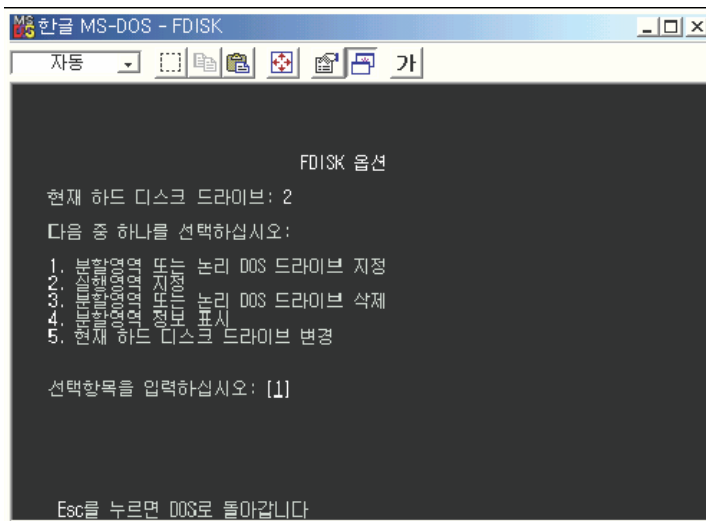 한글 MS-DOS - FDISK
자동 가
FDISK 옵션
현재 하드 디스크 드라이브: 2
다음 중 하나를 선택하십시오:
1. 분할영역 또는 논리 DOS 드라이브 지정
2. 실행영역 지정
3. 분할영역 또는 논리 DOS 드라이브 삭제
4. 분할영역 정보 표시
5. 현재 하드 디스크 드라이브 변경
선택항목을 입력하십시오: [1]
Esc를 누르면 DOS로 돌아갑니다